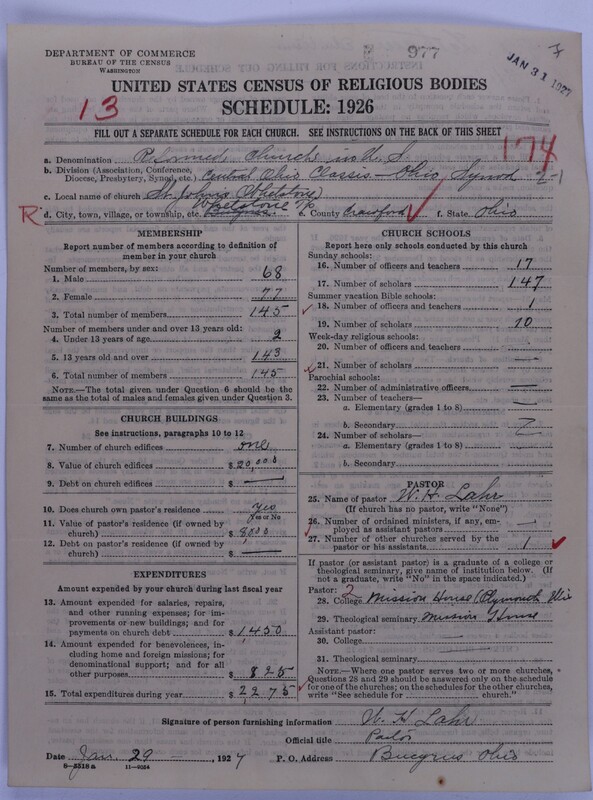 977
JAN 31 1927
DEPARTMENT OF COMMERCE
BUREAU OF THE CENSUS
WASHINGTON
UNITED STATES CENSUS OF RELIGIOUS BODIES
13
SCHEDULE: 1926
FILL OUT A SEPARATE SCHEDULE FOR EACH CHURCH. SEE INSTRUCTIONS ON THE BACK OF THIS SHEET
174
a. Denomination Reformed Church in U. S.
b. Division (Association, Conference, Diocese, Presbytery, Synod, etc.) Central Ohio Classis - Ohio Synod
2-1
c. Local name of church St. Johns (Whetstone)
R d. City, town, village, or township, etc. Whetstone Tp e. County Crawford f. State Ohio
MEMBERSHIP
Report number of members according to definition of member in your church
Number of members, by sex:
1. Male 68
2. Female 77
3. Total number of members 145
Number of members under and over 13 years old:
4. Under 13 years of age 2
5. 13 years old and over 143
6. Total number of members 145
NOTE.—The total given under Question 6 should be the same as the total of males and females given under Question 3.
CHURCH BUILDINGS
See instructions, paragraphs 10 to 12
7. Number of church edifices one
8. Value of church edifices $20,000
9. Debt on church edifices $ —
10. Does church own pastor's residence yes
(Yes or No)
11. Value of pastor's residence (if owned by church) $8000
12. Debt on pastor's residence (if owned by church) $ —
EXPENDITURES
Amount expended by your church during last fiscal year
13. Amount expended for salaries, repairs, and other running expenses; for improvements or new buildings; and for payments on church debt $1450
14. Amount expended for benevolences, including home and foreign missions; for denominational support; and for all other purposes $825
15. Total expenditures during year $2275
CHURCH SCHOOLS
Report here only schools conducted by this church
Sunday schools:
16. Number of officers and teachers 17
17. Number of scholars 147
Summer vacation Bible schools:
18. Number of officers and teachers 1
19. Number of scholars 10
Week-day religious schools:
20. Number of officers and teachers
21. Number of scholars —
Parochial schools:
22. Number of administrative officers —
23. Number of teachers—
a. Elementary (grades 1 to 8) —
b. Secondary
24. Number of scholars—
a. Elementary (grades 1 to 8)
b. Secondary
PASTOR
25. Name of pastor W. H. Lahr
(If church has no pastor, write "None")
26. Number of ordained ministers, if any, employed as assistant pastors —
27. Number of other churches served by the pastor or his assistants 1
If pastor (or assistant pastor) is a graduate of a college or theological seminary, give name of institution below. (If not a graduate, write "No" in the space indicated.)
Pastor: 2
28. College Mission House (Plymouth Wis
29. Theological seminary Mission House
Assistant pastor:
30. College —
31. Theological seminary —
NOTE.—Where one pastor serves two or more churches, Questions 28 and 29 should be answered only on the schedule for one of the churches; on the schedules for the other churches, write "See schedule for church."
Signature of person furnishing information W. H. Lahr
Official title Pastor
Date Jan. 29, 1927 P. O. Address Bucyrus Ohio
8-5318a 11-9054